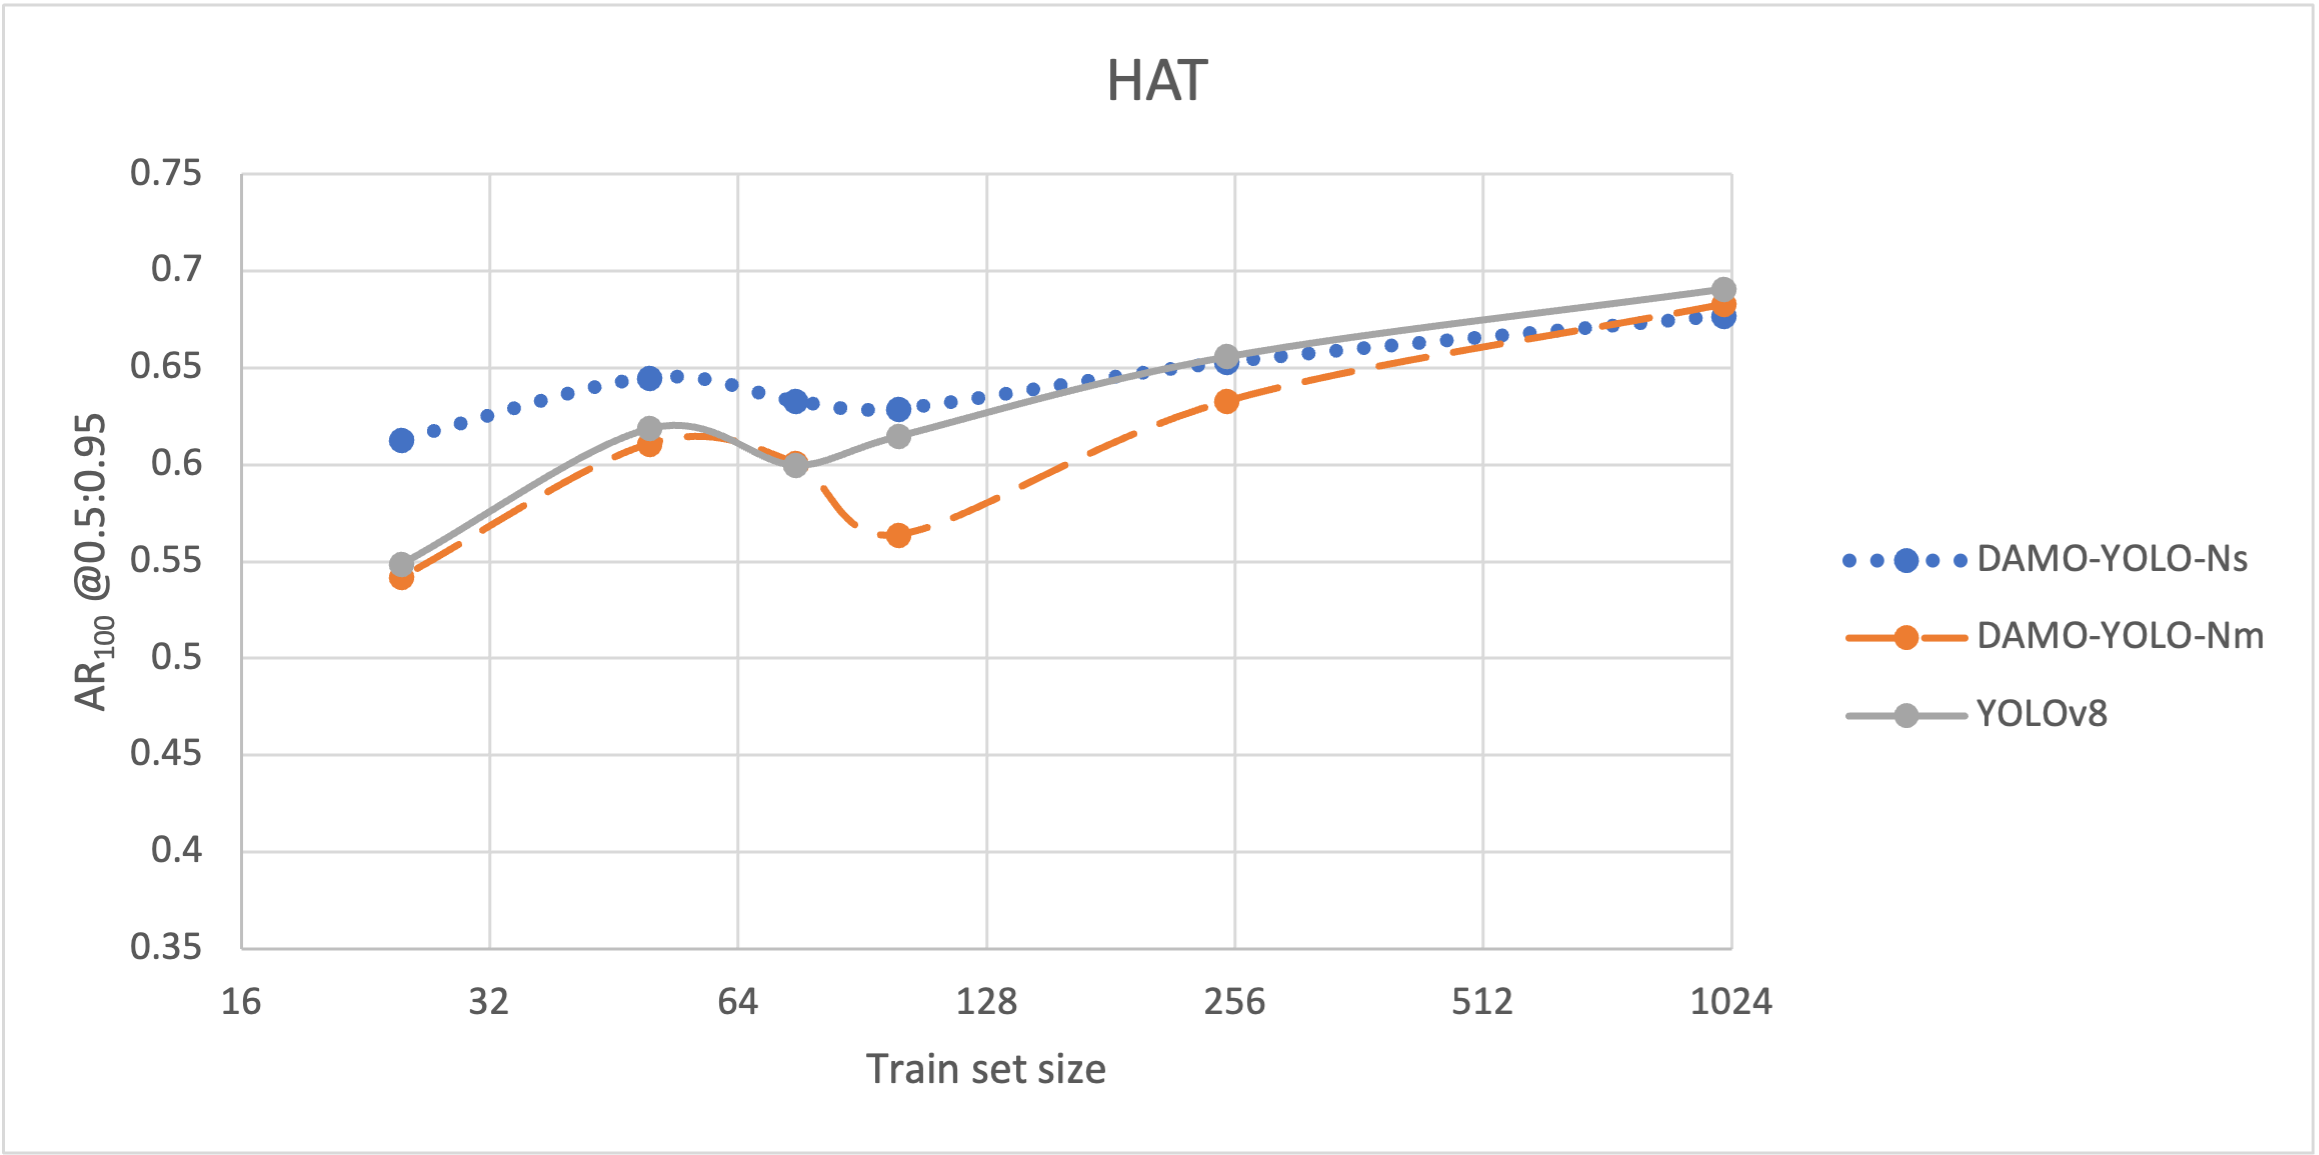 HAT
0.75
0.7
0.65
0.6
0.55
0.5
0.45
0.4
0.35
AR100 @0.5:0.95
16 32 64 128 256 512 1024
Train set size
DAMO-YOLO-Ns
DAMO-YOLO-Nm
YOLOv8